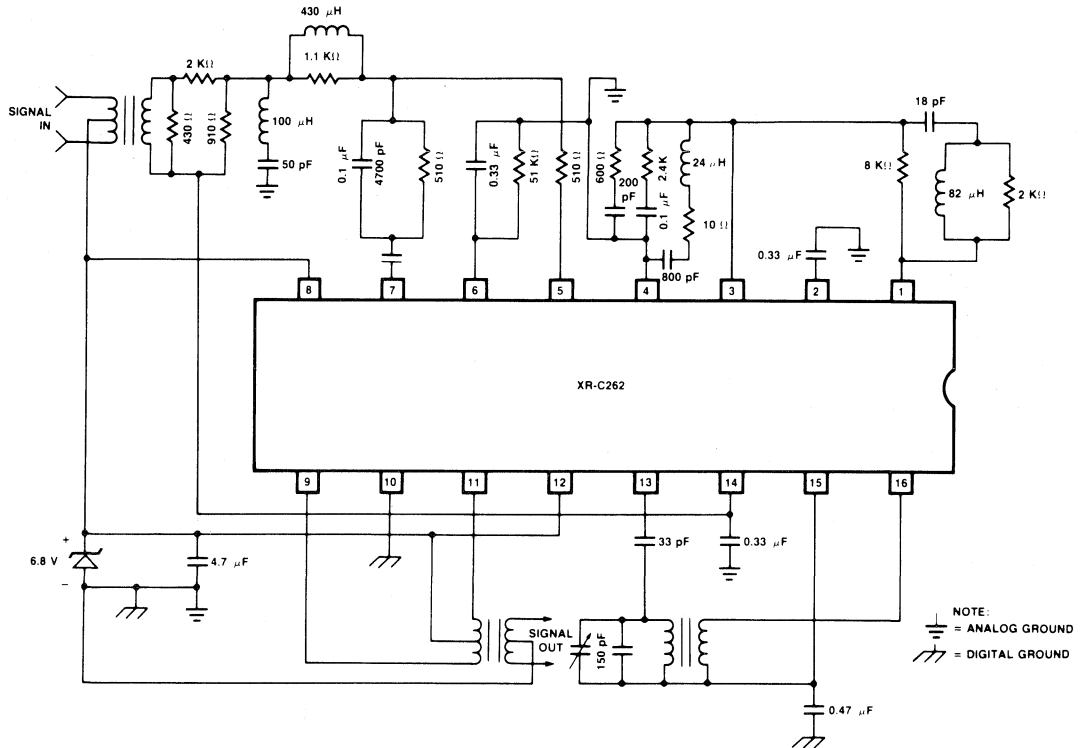 430 μH
1.1 KΩ
2 KΩ
SIGNAL
IN
430 Ω
910 Ω
100 μH
50 pF
0.1 μF
4700 pF
510 Ω
0.33 μF
51 KΩ
510 Ω
600 Ω
200
pF
2.4K
0.1 μF
24 μH
10 Ω
800 pF
18 pF
8 KΩ
82 μH
2 KΩ
0.33 μF
8
7
6
5
4
3
2
1
XR-C262
9
10
11
12
13
14
15
16
+
6.8 V
−
4.7 μF
33 pF
0.33 μF
SIGNAL
OUT
150 pF
0.47 μF
NOTE:
= ANALOG GROUND
= DIGITAL GROUND